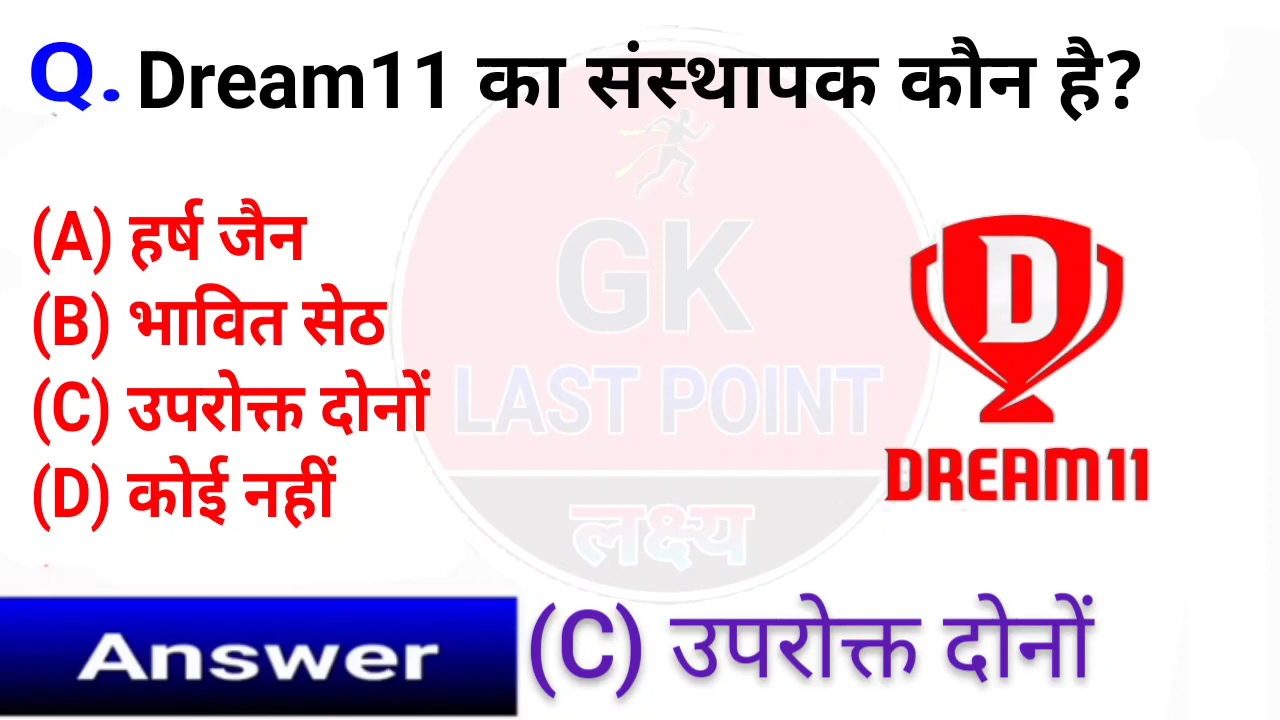 Q. Dream11 का संस्थापक कौन है?
(A) हर्ष जैन
(B) भावित सेठ
(C) उपरोक्त दोनों
(D) कोई नहीं
GK
LAST POINT
लक्ष्य
D
DREAM11
Answer (C) उपरोक्त दोनों